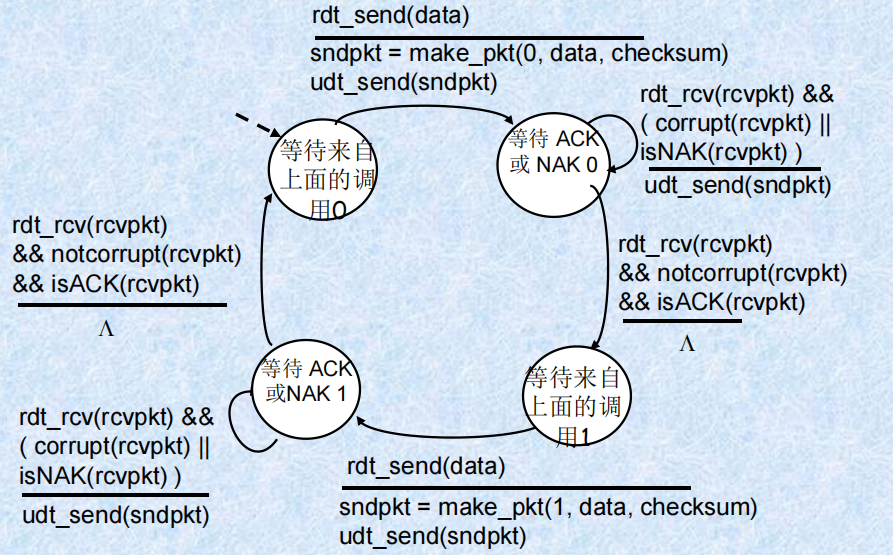 rdt_send(data)
sndpkt = make_pkt(0, data, checksum)
udt_send(sndpkt)
等待来自
上面的调
用0
等待 ACK
或 NAK 0
rdt_rcv(rcvpkt) &&
( corrupt(rcvpkt) ||
isNAK(rcvpkt) )
udt_send(sndpkt)
rdt_rcv(rcvpkt)
&& notcorrupt(rcvpkt)
&& isACK(rcvpkt)
Λ
rdt_rcv(rcvpkt)
&& notcorrupt(rcvpkt)
&& isACK(rcvpkt)
Λ
等待 ACK
或NAK 1
等待来自
上面的调
用1
rdt_rcv(rcvpkt) &&
( corrupt(rcvpkt) ||
isNAK(rcvpkt) )
udt_send(sndpkt)
rdt_send(data)
sndpkt = make_pkt(1, data, checksum)
udt_send(sndpkt)